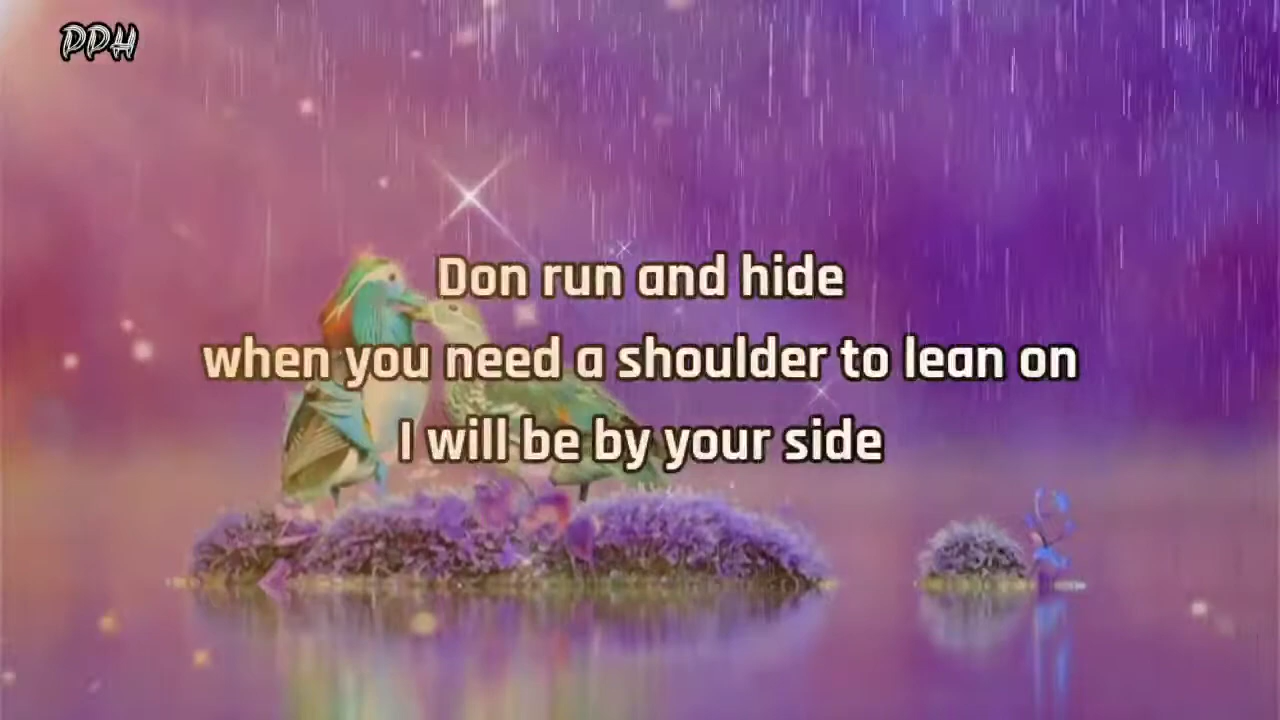 PPH
Don run and hide
when you need a shoulder to lean on
I will be by your side